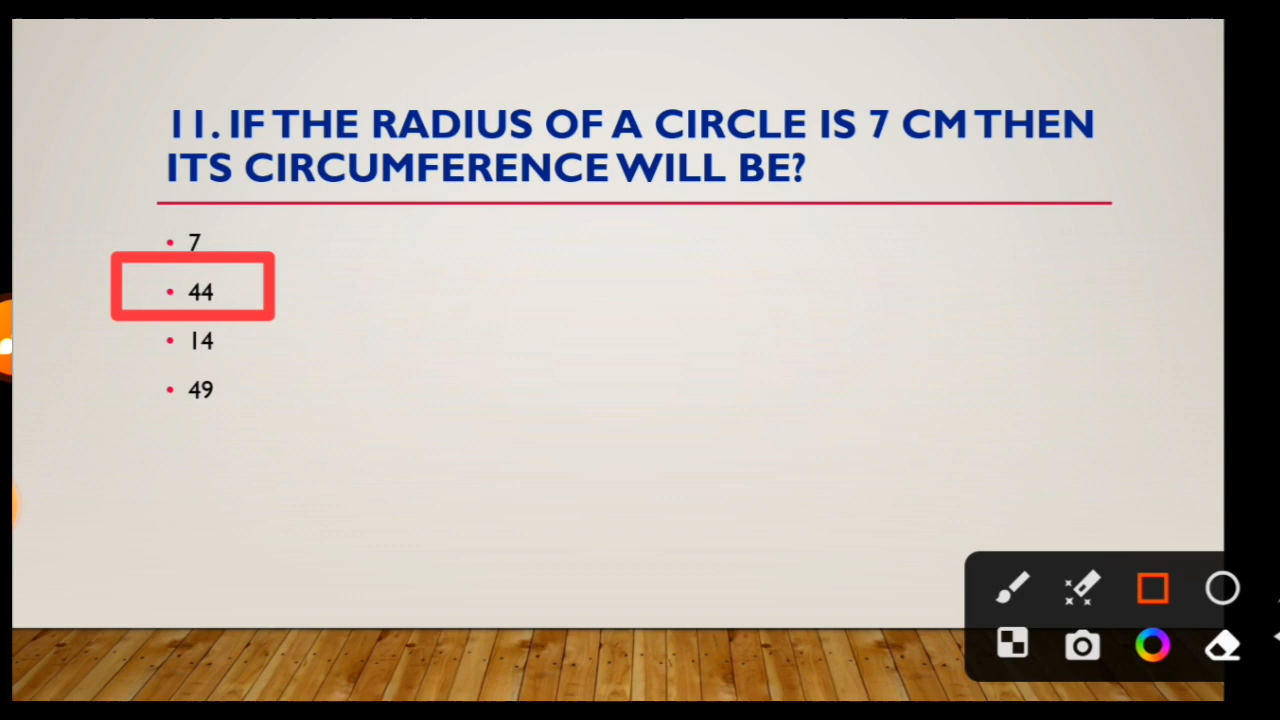 11. IF THE RADIUS OF A CIRCLE IS 7 CM THEN
ITS CIRCUMFERENCE WILL BE?
• 7
• 44
• 14
• 49